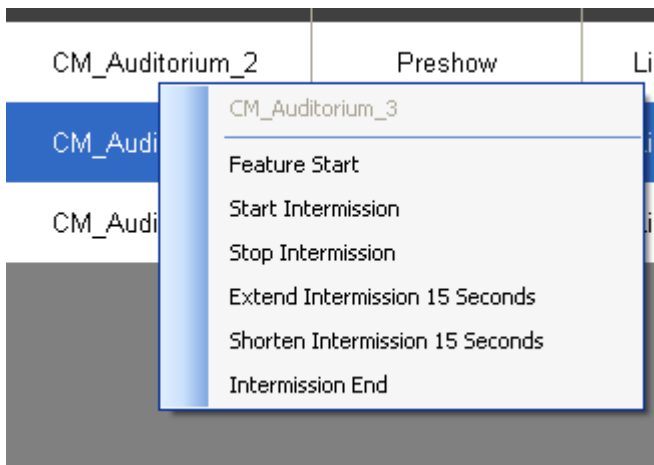 CM_Auditorium_2 Preshow Li
CM_Auditorium_3
CM_Audi
Feature Start
Start Intermission
CM_Audi
Stop Intermission
Extend Intermission 15 Seconds
Shorten Intermission 15 Seconds
Intermission End